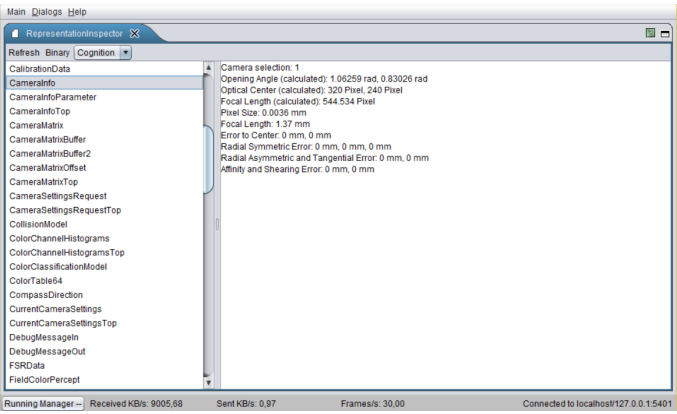 Main Dialogs Help
RepresentationInspector
Refresh Binary Cognition
CalibrationData
CameraInfo
CameraInfoParameter
CameraInfoTop
CameraMatrix
CameraMatrixBuffer
CameraMatrixBuffer2
CameraMatrixOffset
CameraMatrixTop
CameraSettingsRequest
CameraSettingsRequestTop
CollisionModel
ColorChannelHistograms
ColorChannelHistogramsTop
ColorClassificationModel
ColorTable64
CompassDirection
CurrentCameraSettings
CurrentCameraSettingsTop
DebugMessageIn
DebugMessageOut
FSRData
FieldColorPercept
Camera selection: 1
Opening Angle (calculated): 1.06259 rad, 0.83026 rad
Optical Center (calculated): 320 Pixel, 240 Pixel
Focal Length (calculated): 544.534 Pixel
Pixel Size: 0.0036 mm
Focal Length: 1.37 mm
Error to Center: 0 mm, 0 mm
Radial Symmetric Error: 0 mm, 0 mm, 0 mm
Radial Asymmetric and Tangential Error: 0 mm, 0 mm
Affinity and Shearing Error: 0 mm, 0 mm
Running Manager -- Received KB/s: 9005,68 Sent KB/s: 0,97 Frames/s: 30,00 Connected to localhost/127.0.0.1:5401